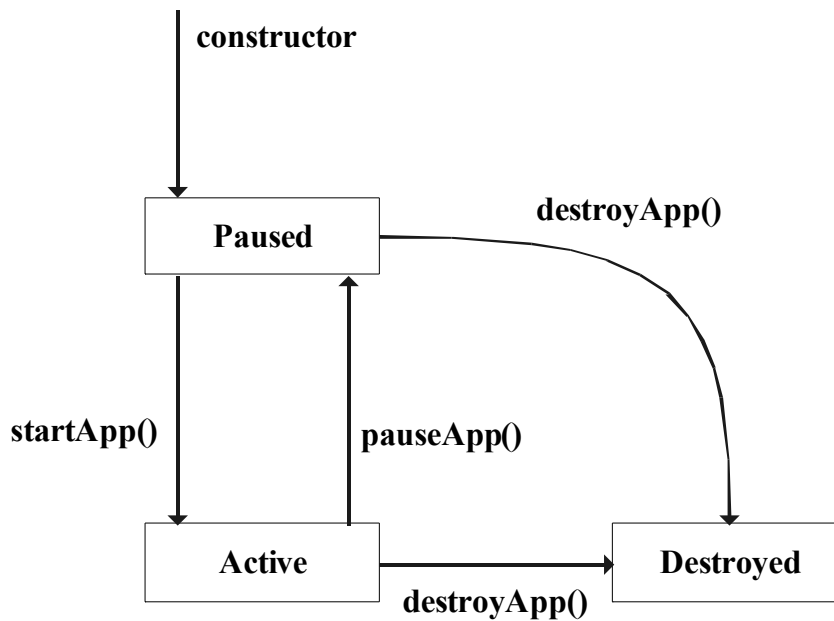 constructor
destroyApp()
Paused
startApp()
pauseApp()
Active
Destroyed
destroyApp()